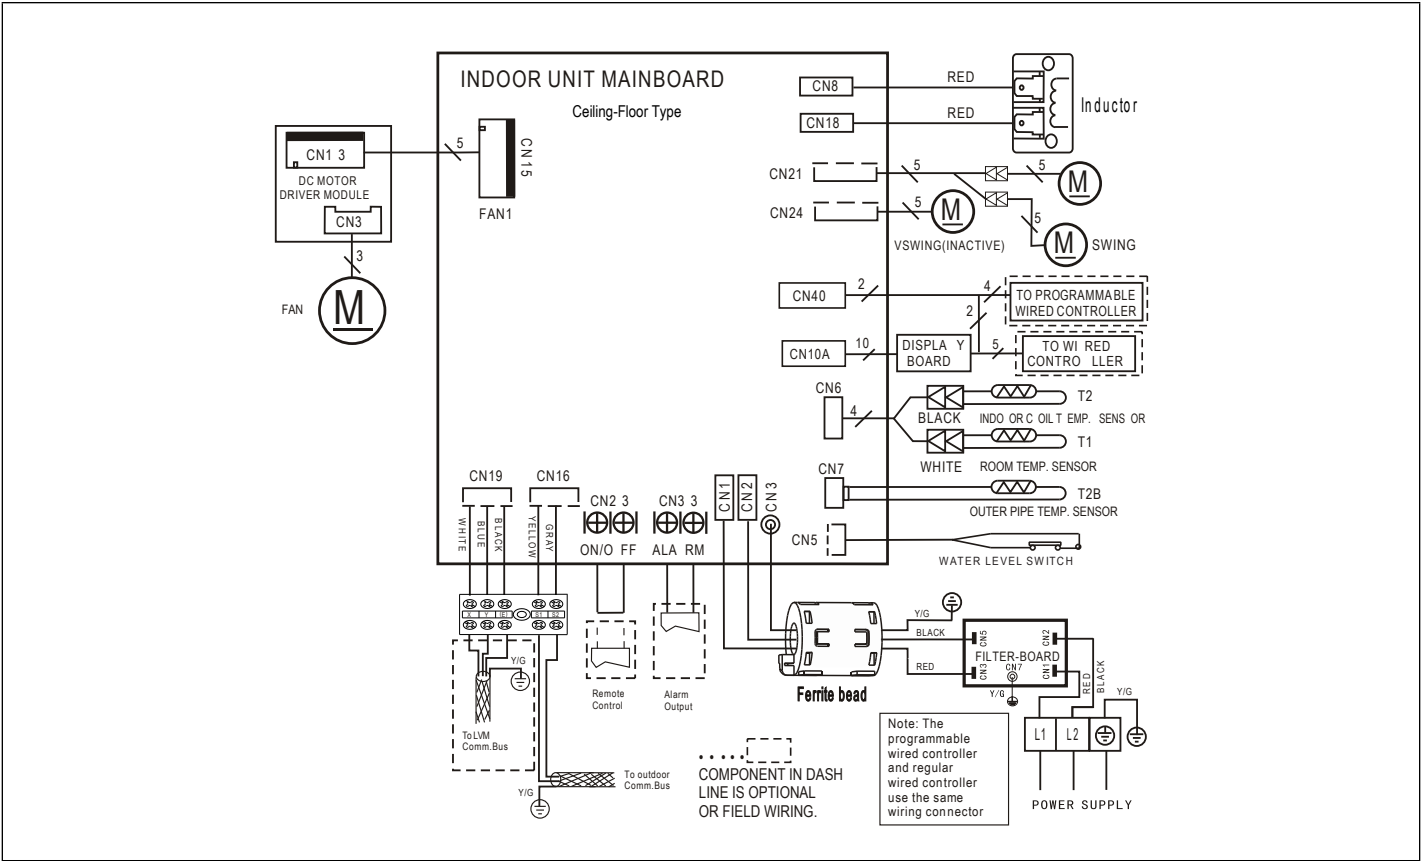 INDOOR UNIT MAINBOARD
Ceiling-Floor Type
CN8
RED
CN18
RED
Inductor
CN1 3
DC MOTOR
DRIVER MODULE
CN3
3
FAN
M
5
CN15
FAN1
CN21
5
5
M
CN24
5
M
VSWING(INACTIVE)
5
M
SWING
CN40
2
4
TO PROGRAMMABLE
WIRED CONTROLLER
2
CN10A
10
DISPLA Y
BOARD
5
TO WI RED
CONTRO LLER
CN6
4
BLACK
T2
INDO OR C OIL T EMP. SENS OR
WHITE
T1
ROOM TEMP. SENSOR
CN7
T2B
OUTER PIPE TEMP. SENSOR
CN5
WATER LEVEL SWITCH
CN19
WHITE
BLUE
BLACK
CN16
YELLOW
GRAY
CN2 3
ON/O FF
CN3 3
ALA RM
CN1
CN2
CN3
X
Y
(E)
S1
S2
Y/G
To LVM
Comm.Bus
Y/G
To outdoor
Comm.Bus
Remote
Control
Alarm
Output
Ferrite bead
Y/G
BLACK
RED
CN5
CN2
FILTER-BOARD
CN3
CN7
CN1
Y/G
RED
BLACK
Y/G
L1
L2
POWER SUPPLY
COMPONENT IN DASH
LINE IS OPTIONAL
OR FIELD WIRING.
Note: The
programmable
wired controller
and regular
wired controller
use the same
wiring connector